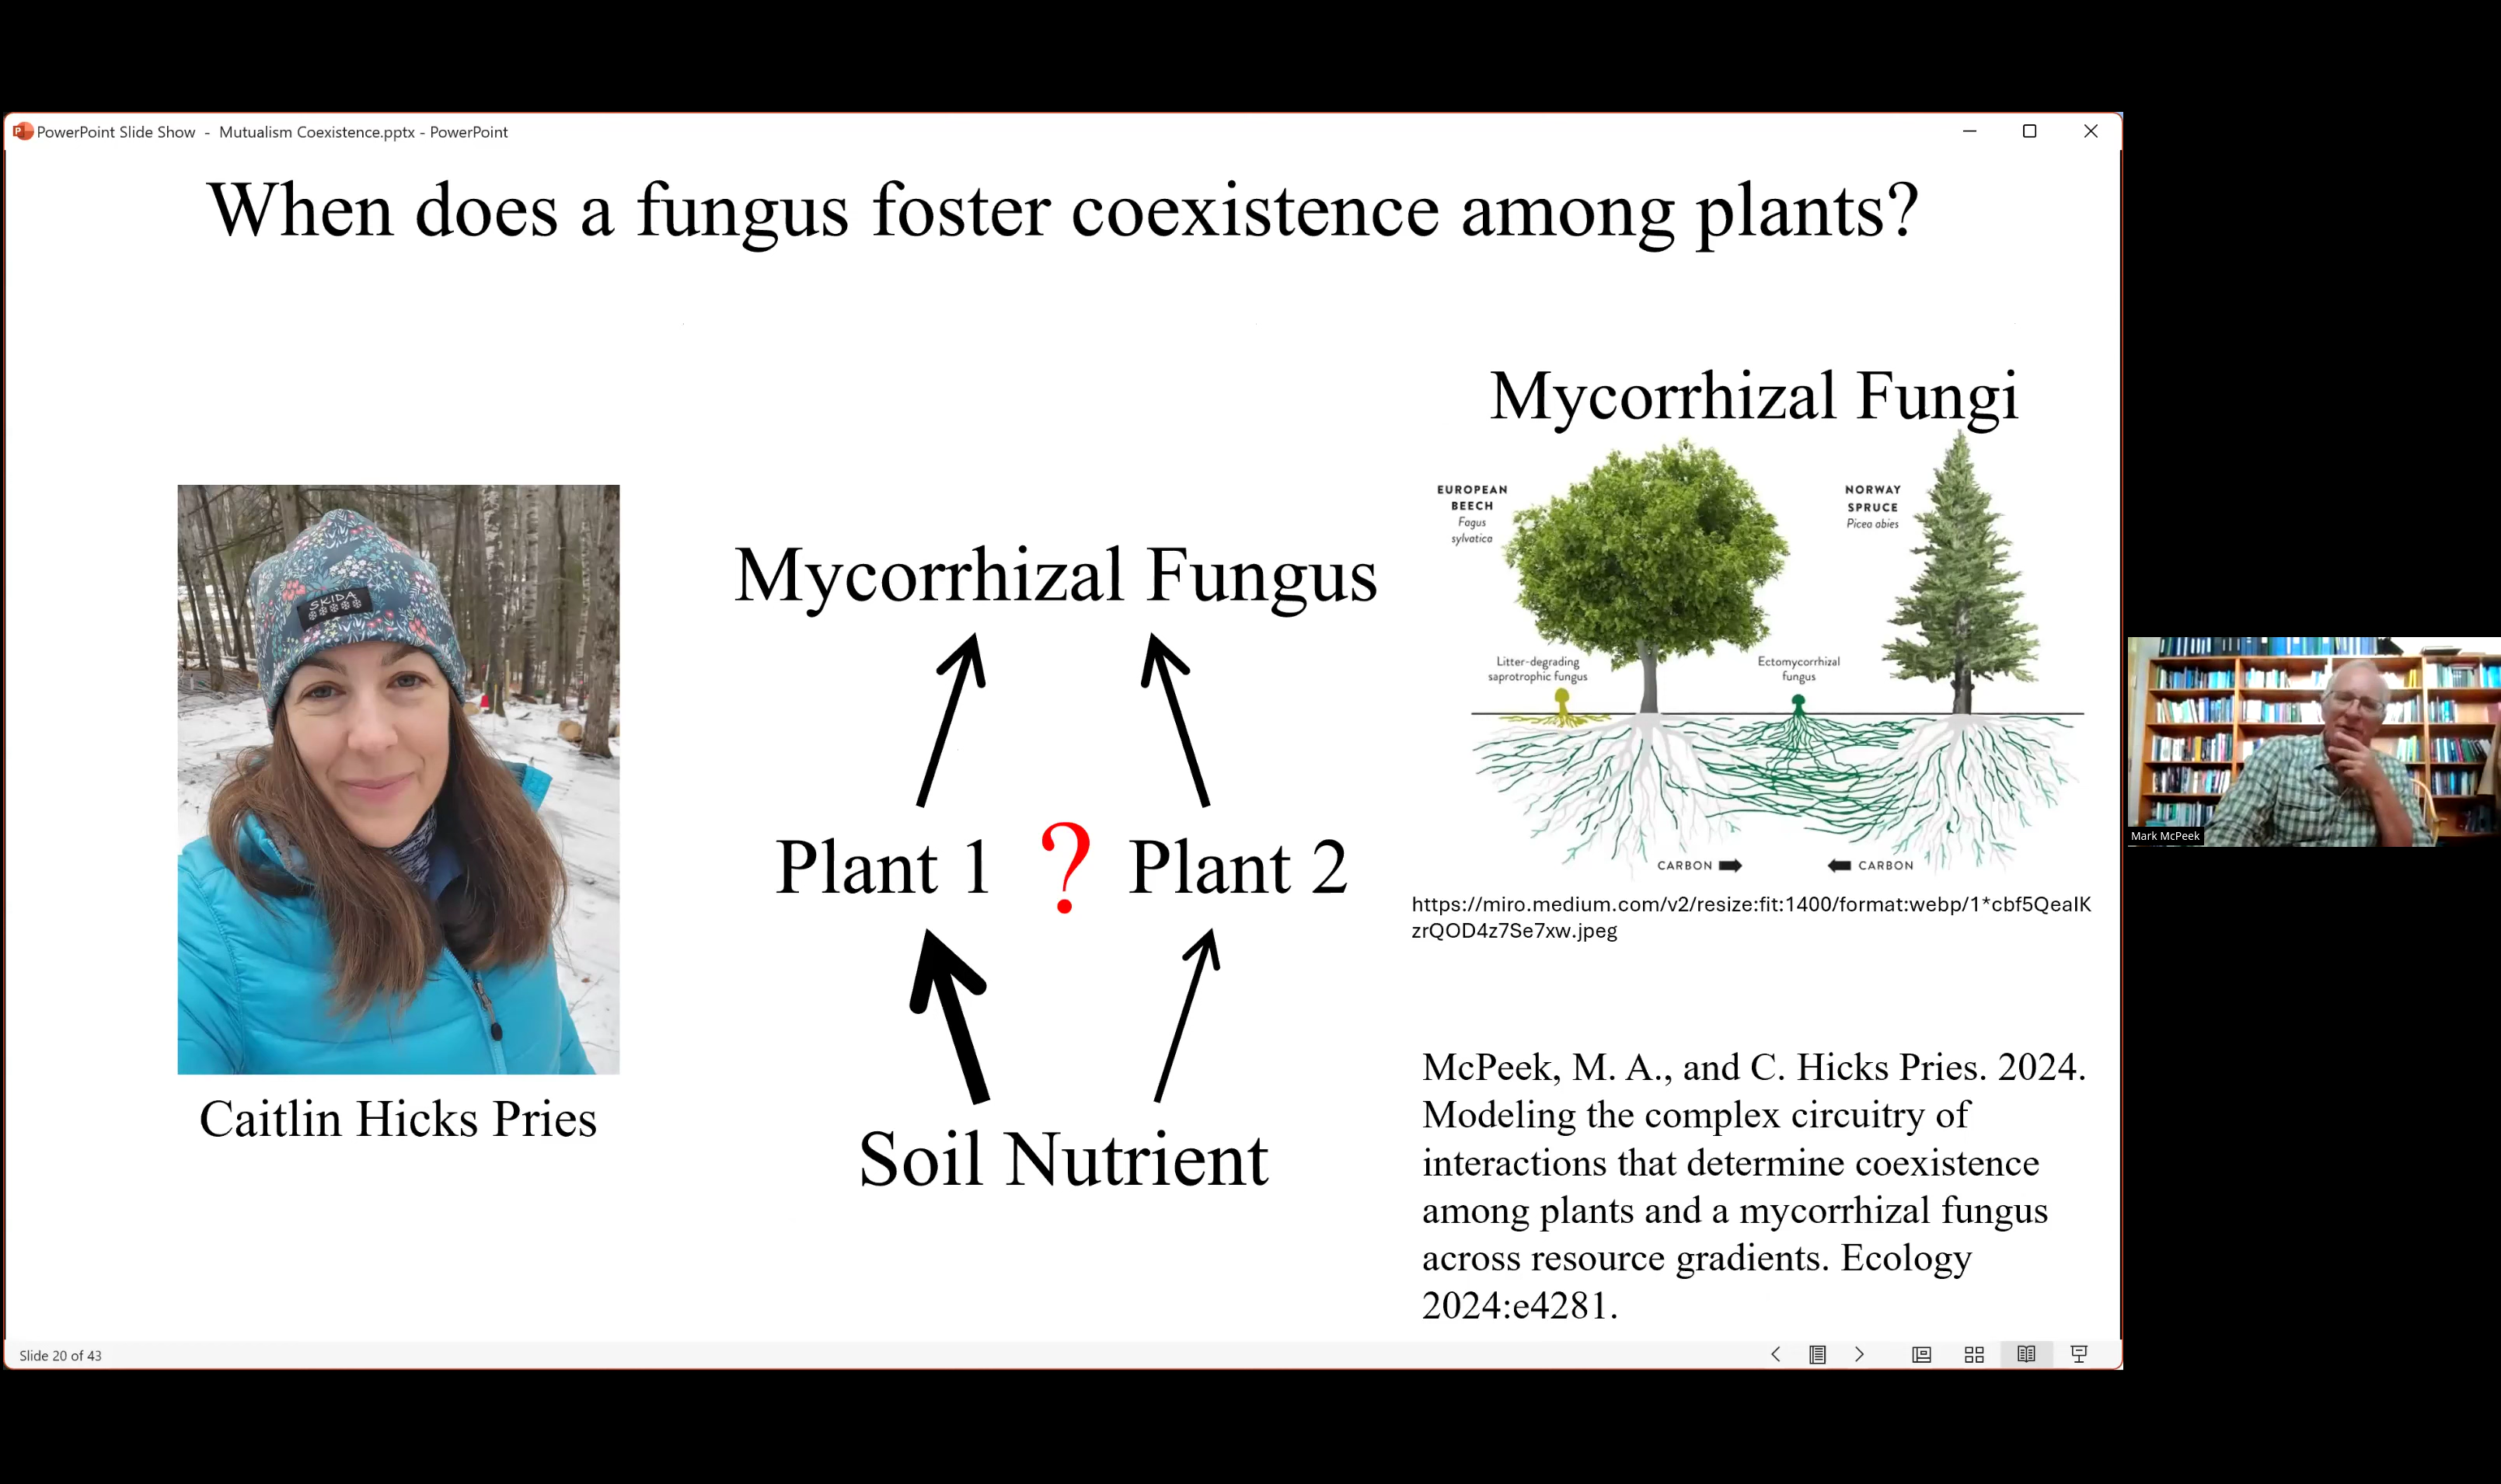 PowerPoint Slide Show - Mutualism Coexistence.pptx - PowerPoint
When does a fungus foster coexistence among plants?
SKIDA
Caitlin Hicks Pries
Mycorrhizal Fungus
Plant 1 ? Plant 2
Soil Nutrient
Mycorrhizal Fungi
EUROPEAN
BEECH
Fagus
sylvatica
NORWAY
SPRUCE
Picea abies
Litter-degrading
saprotrophic fungus
Ectomycorrhizal
fungus
CARBON
CARBON
https://miro.medium.com/v2/resize:fit:1400/format:webp/1*cbf5QeaIK
zrQOD4z7Se7xw.jpeg
McPeek, M. A., and C. Hicks Pries. 2024.
Modeling the complex circuitry of
interactions that determine coexistence
among plants and a mycorrhizal fungus
across resource gradients. Ecology
2024:e4281.
Mark McPeek
Slide 20 of 43